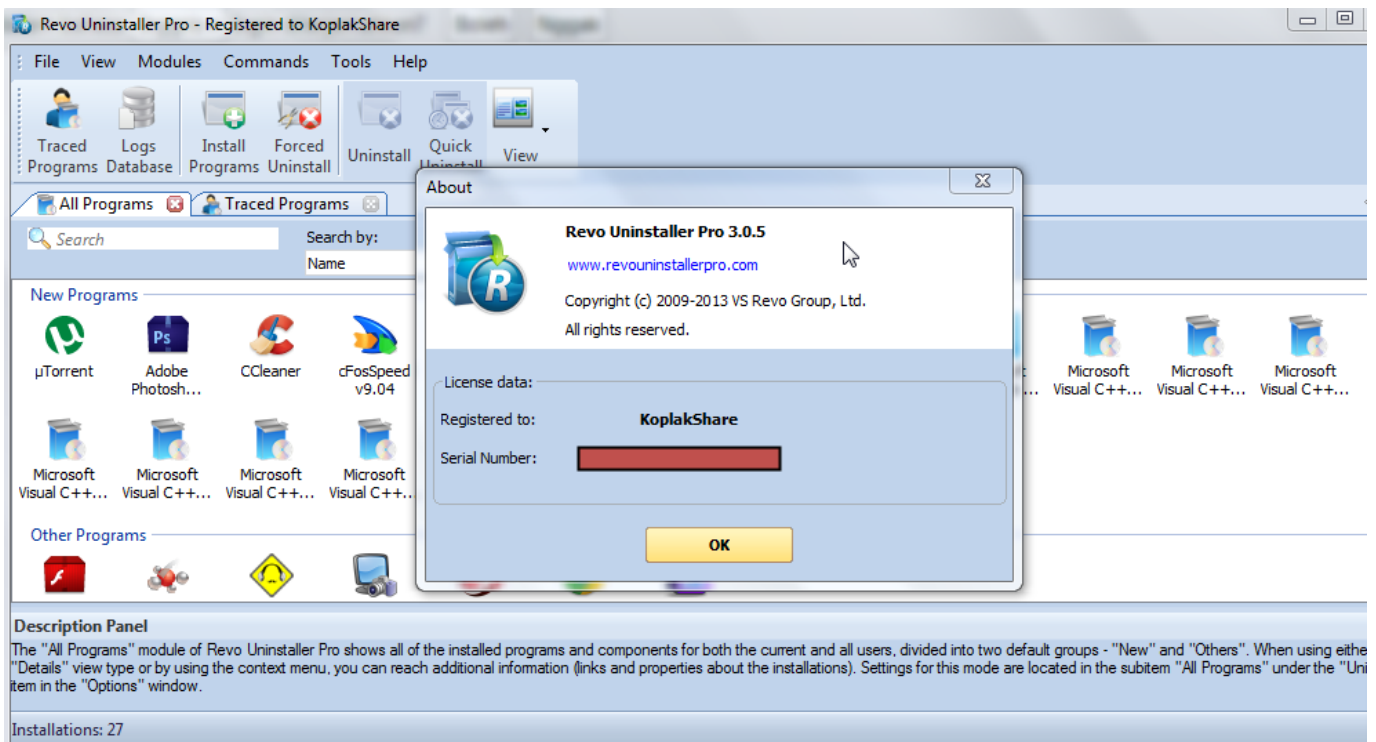 Revo Uninstaller Pro - Registered to KoplakShare
File View Modules Commands Tools Help
Traced Programs
Logs Database
Install Programs
Forced Uninstall
Uninstall
Quick Uninstall
View
All Programs
Traced Programs
Search
Search by:
Name
New Programs
µTorrent
Adobe Photosh...
CCleaner
cFosSpeed v9.04
Microsoft Visual C++...
Microsoft Visual C++...
Microsoft Visual C++...
Microsoft Visual C++...
Microsoft Visual C++...
Microsoft Visual C++...
Microsoft Visual C++...
Other Programs
About
Revo Uninstaller Pro 3.0.5
www.revouninstallerpro.com
Copyright (c) 2009-2013 VS Revo Group, Ltd.
All rights reserved.
License data:
Registered to: KoplakShare
Serial Number:
OK
Description Panel
The "All Programs" module of Revo Uninstaller Pro shows all of the installed programs and components for both the current and all users, divided into two default groups - "New" and "Others". When using eithe
"Details" view type or by using the context menu, you can reach additional information (links and properties about the installations). Settings for this mode are located in the subitem "All Programs" under the "Uni
item in the "Options" window.
Installations: 27